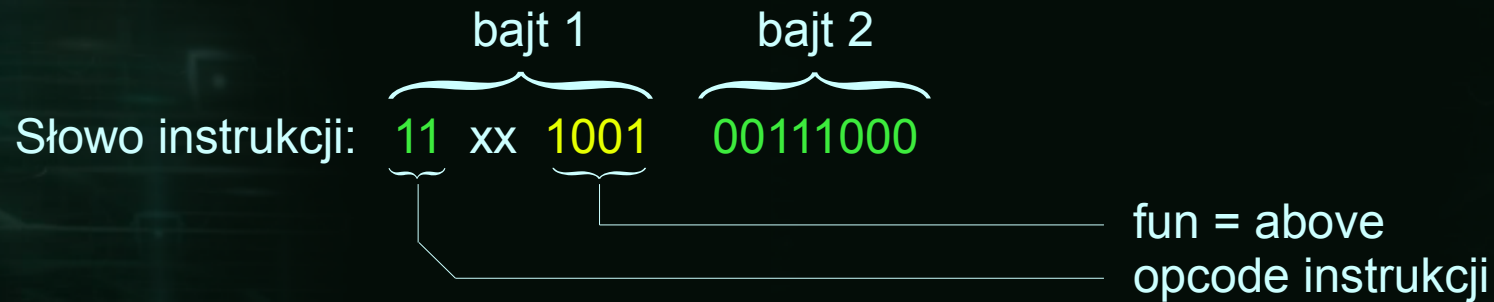 bajt 1 bajt 2
Słowo instrukcji: 11 xx 1001 00111000
fun = above
opcode instrukcji